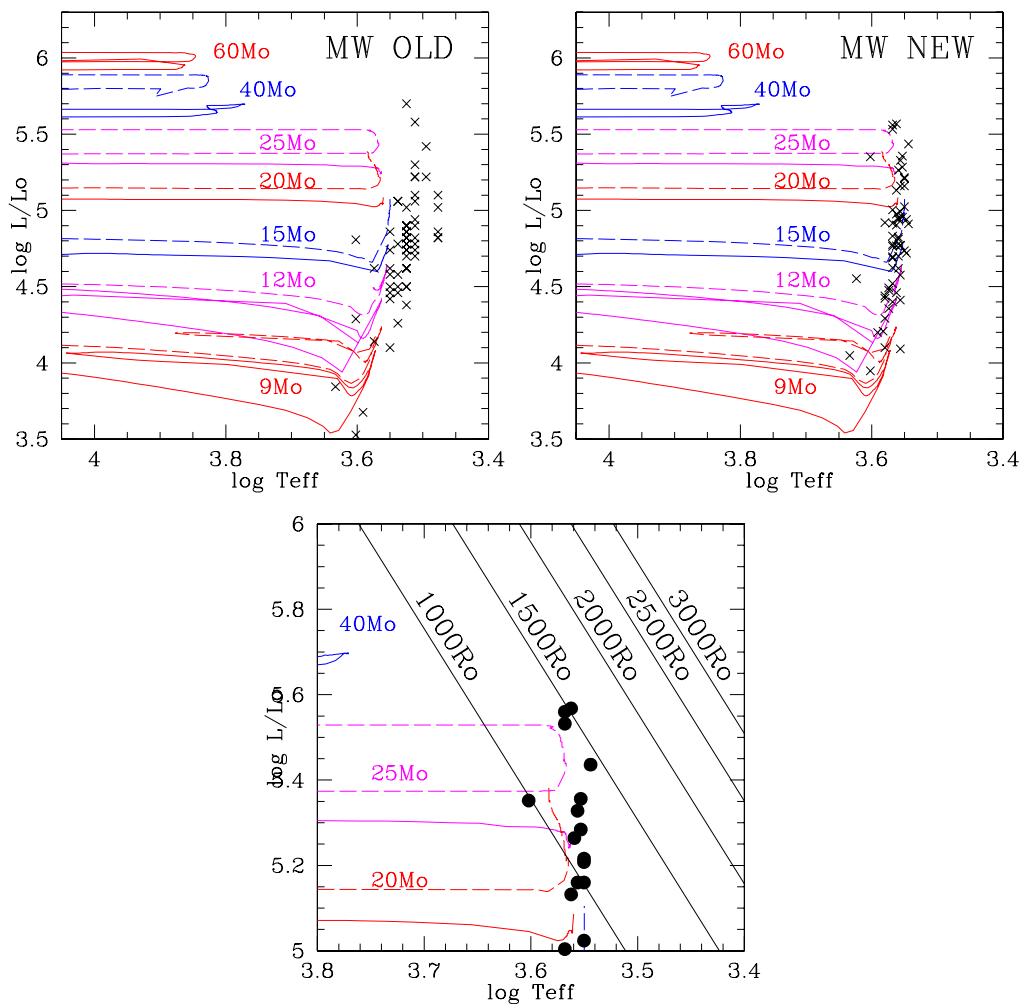 MW OLD
60Mo
40Mo
25Mo
20Mo
15Mo
12Mo
9Mo
6
5.5
5
4.5
4
3.5
log L/Lo
4
3.8
3.6
3.4
log Teff
MW NEW
60Mo
40Mo
25Mo
20Mo
15Mo
12Mo
9Mo
6
5.5
5
4.5
4
3.5
log L/Lo
4
3.8
3.6
3.4
log Teff
1000Ro
1500Ro
2000Ro
2500Ro
3000Ro
40Mo
25Mo
20Mo
6
5.8
5.6
5.4
5.2
5
log L/Lo
3.8
3.7
3.6
3.5
3.4
log Teff